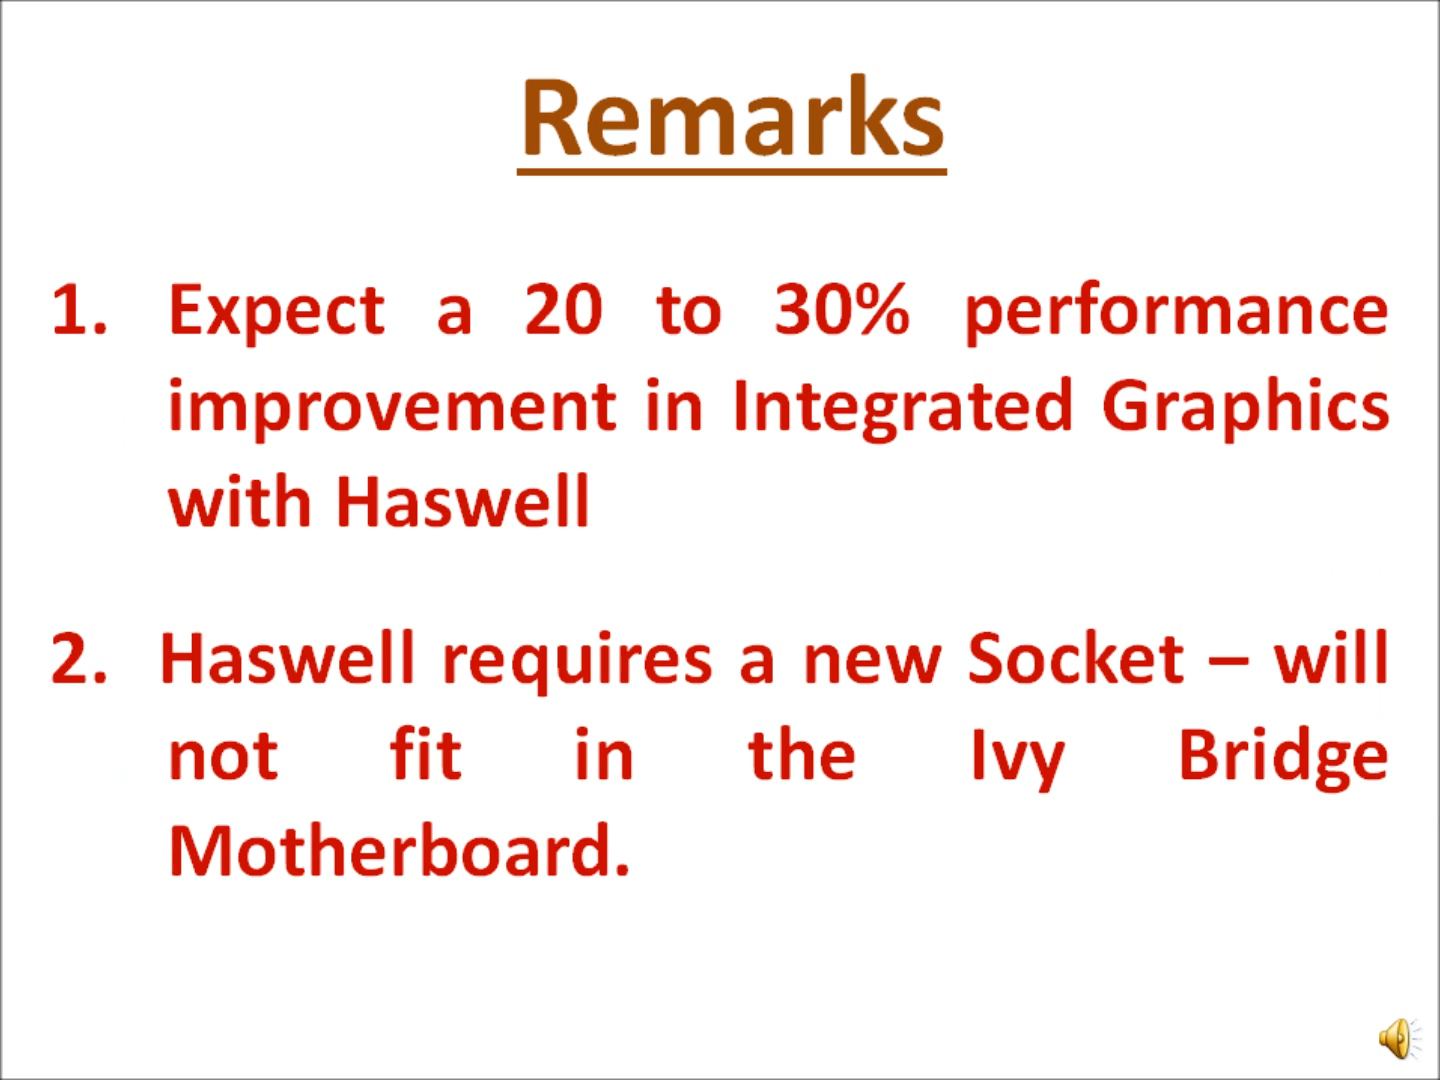 Remarks
1. Expect a 20 to 30% performance
improvement in Integrated Graphics
with Haswell
2. Haswell requires a new Socket – will
not fit in the Ivy Bridge
Motherboard.